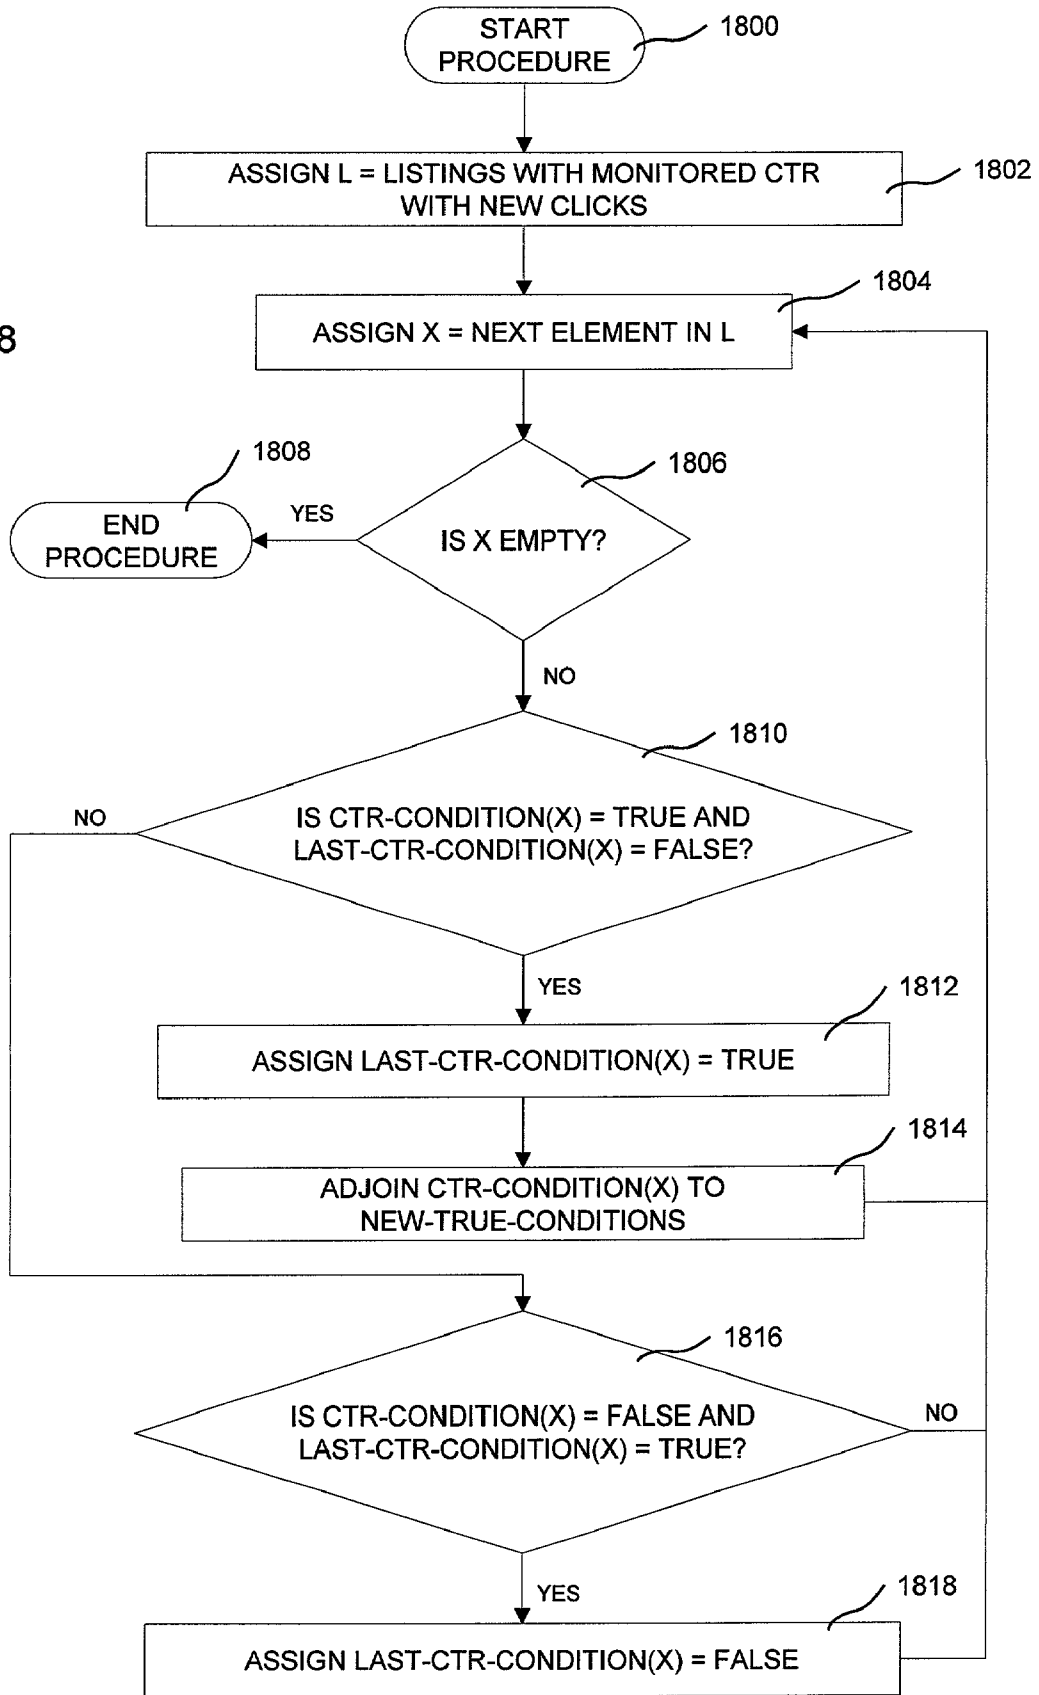 START
PROCEDURE
1800
ASSIGN L = LISTINGS WITH MONITORED CTR
WITH NEW CLICKS
1802
1804
8
ASSIGN X = NEXT ELEMENT IN L
1808
1806
END
PROCEDURE
YES
IS X EMPTY?
NO
1810
NO
IS CTR-CONDITION(X) = TRUE AND
LAST-CTR-CONDITION(X) = FALSE?
YES
1812
ASSIGN LAST-CTR-CONDITION(X) = TRUE
1814
ADJOIN CTR-CONDITION(X) TO
NEW-TRUE-CONDITIONS
1816
IS CTR-CONDITION(X) = FALSE AND
LAST-CTR-CONDITION(X) = TRUE?
NO
YES
1818
ASSIGN LAST-CTR-CONDITION(X) = FALSE